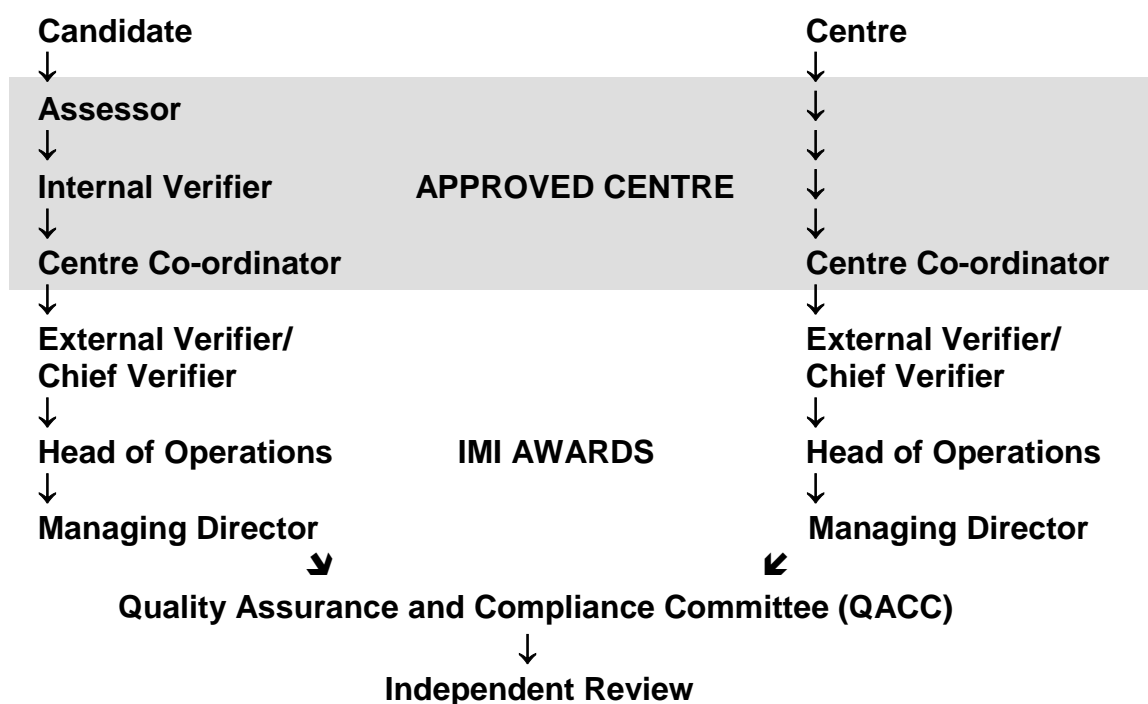 Candidate Centre
↓ ↓
Assessor ↓
↓ ↓
Internal Verifier APPROVED CENTRE ↓
↓ ↓
Centre Co-ordinator Centre Co-ordinator
↓ ↓
External Verifier/ External Verifier/
Chief Verifier Chief Verifier
↓ ↓
Head of Operations IMI AWARDS Head of Operations
↓ ↓
Managing Director Managing Director
Quality Assurance and Compliance Committee (QACC)
↓
Independent Review